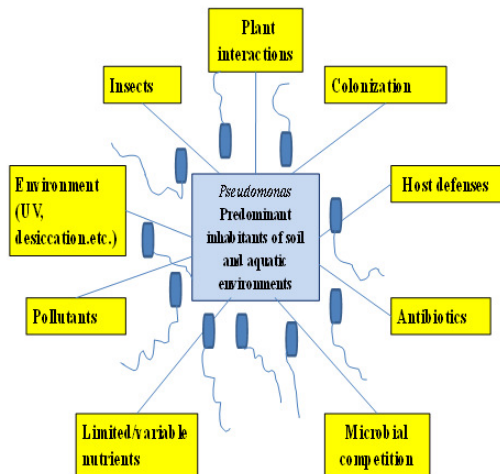 Plant
interactions
Insects
Colonization
Environment
(UV,
desiccation.etc.)
Pseudomonas
Predominant
inhabitants of soil
and aquatic
environments
Host defenses
Pollutants
Antibiotics
Limited/variable
nutrients
Microbial
competition